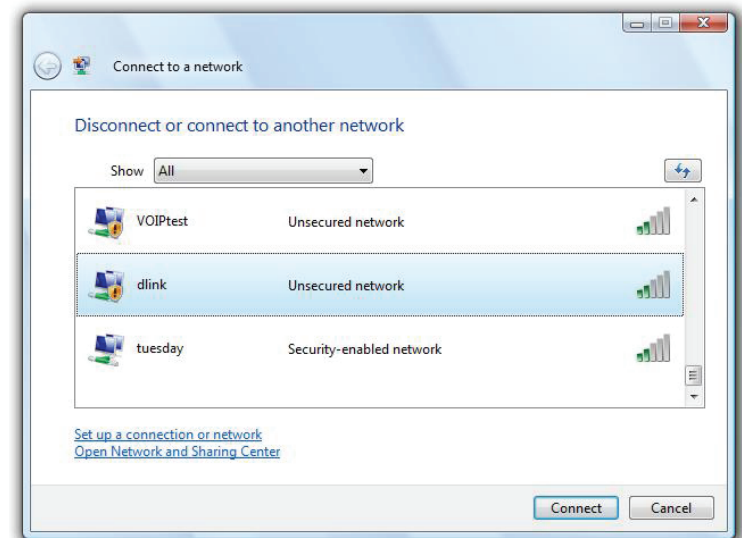 Connect to a network
Disconnect or connect to another network
Show All
VOIPtest Unsecured network
dlink Unsecured network
tuesday Security-enabled network
Set up a connection or network
Open Network and Sharing Center
Connect Cancel